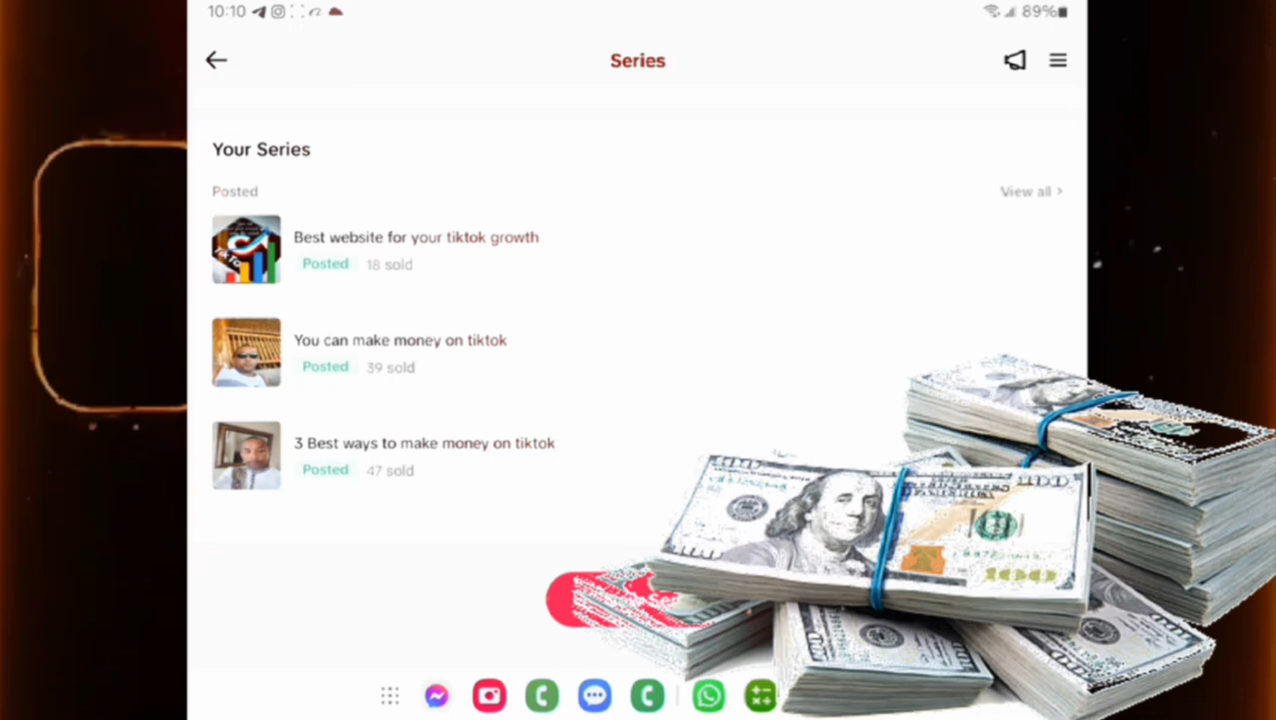 10:10
89%
Series
Your Series
Posted
View all >
Best website for your tiktok growth
Posted 18 sold
You can make money on tiktok
Posted 39 sold
3 Best ways to make money on tiktok
Posted 47 sold
100
100